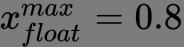 $x_{float}^{max} = 0.8$